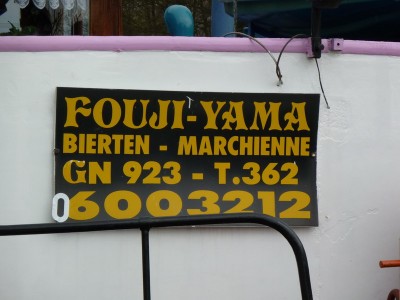 FOUJI-YAMA
BIERTEN - MARCHIENNE
GN 923 - T.362
06003212